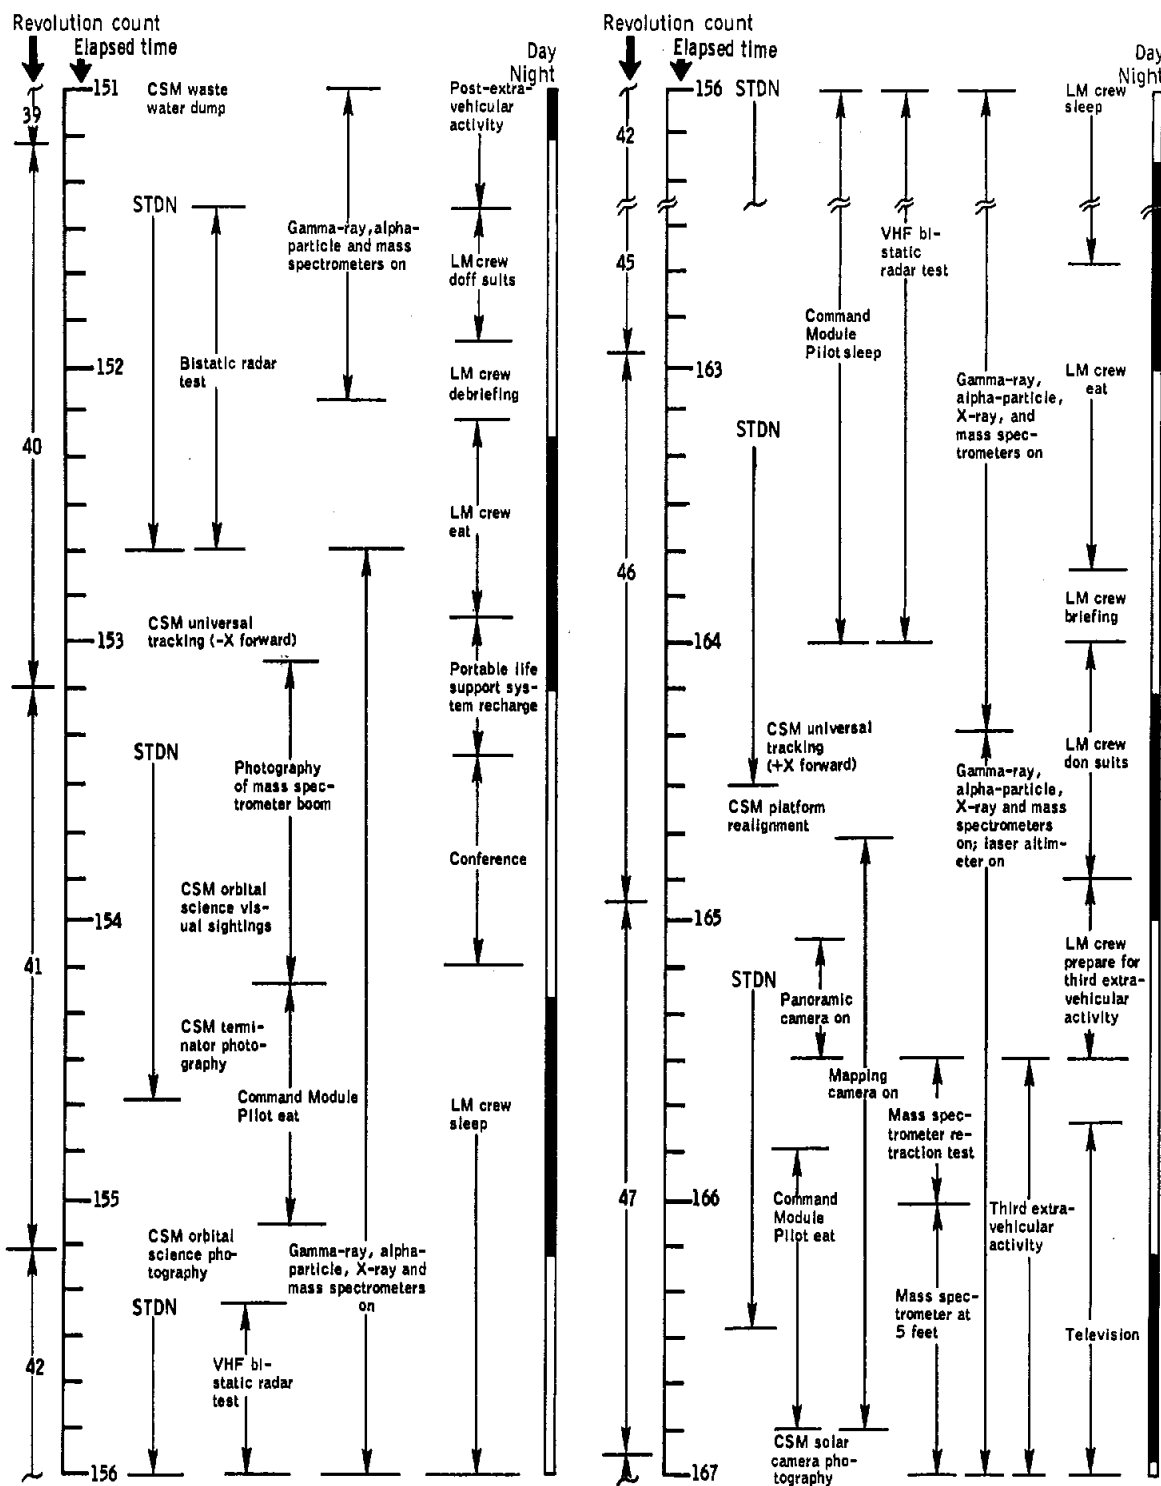 Revolution count
Elapsed time
Day
Night
151
CSM waste
water dump
Post-extra-
vehicular
activity
39
STDN
Gamma-ray, alpha-
particle and mass
spectrometers on
LM crew
doff suits
Bistatic radar
test
152
LM crew
debriefing
40
LM crew
eat
CSM universal
tracking (-X forward)
153
Portable life
support sys-
tem recharge
STDN
Photography
of mass spec-
trometer boom
Conference
CSM orbital
science vis-
ual sightings
154
41
CSM termi-
nator photo-
graphy
Command Module
Pilot eat
LM crew
sleep
155
CSM orbital
science pho-
tography
Gamma-ray, alpha-
particle, X-ray and
mass spectrometers
on
STDN
42
VHF bi-
static radar
test
156
Revolution count
Elapsed time
Day
Night
156
STDN
LM crew
sleep
42
VHF bi-
static radar
test
45
Command
Module
Pilot sleep
163
LM crew
eat
Gamma-ray,
alpha-particle,
X-ray, and
mass spec-
trometers on
STDN
46
LM crew
briefing
164
CSM universal
tracking
(+X forward)
LM crew
don suits
Gamma-ray,
alpha-particle,
X-ray and mass
spectrometers
on; laser altim-
eter on
CSM platform
realignment
165
LM crew
prepare for
third extra-
vehicular
activity
STDN
Panoramic
camera on
Mapping
camera on
Mass spec-
trometer re-
traction test
47
166
Command
Module
Pilot eat
Third extra-
vehicular
activity
Mass spec-
trometer at
5 feet
Television
CSM solar
camera pho-
tography
167